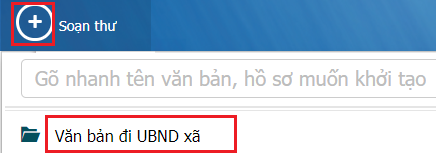 Soạn thư
Gõ nhanh tên văn bản, hồ sơ muốn khởi tạo
Văn bản đi UBND xã